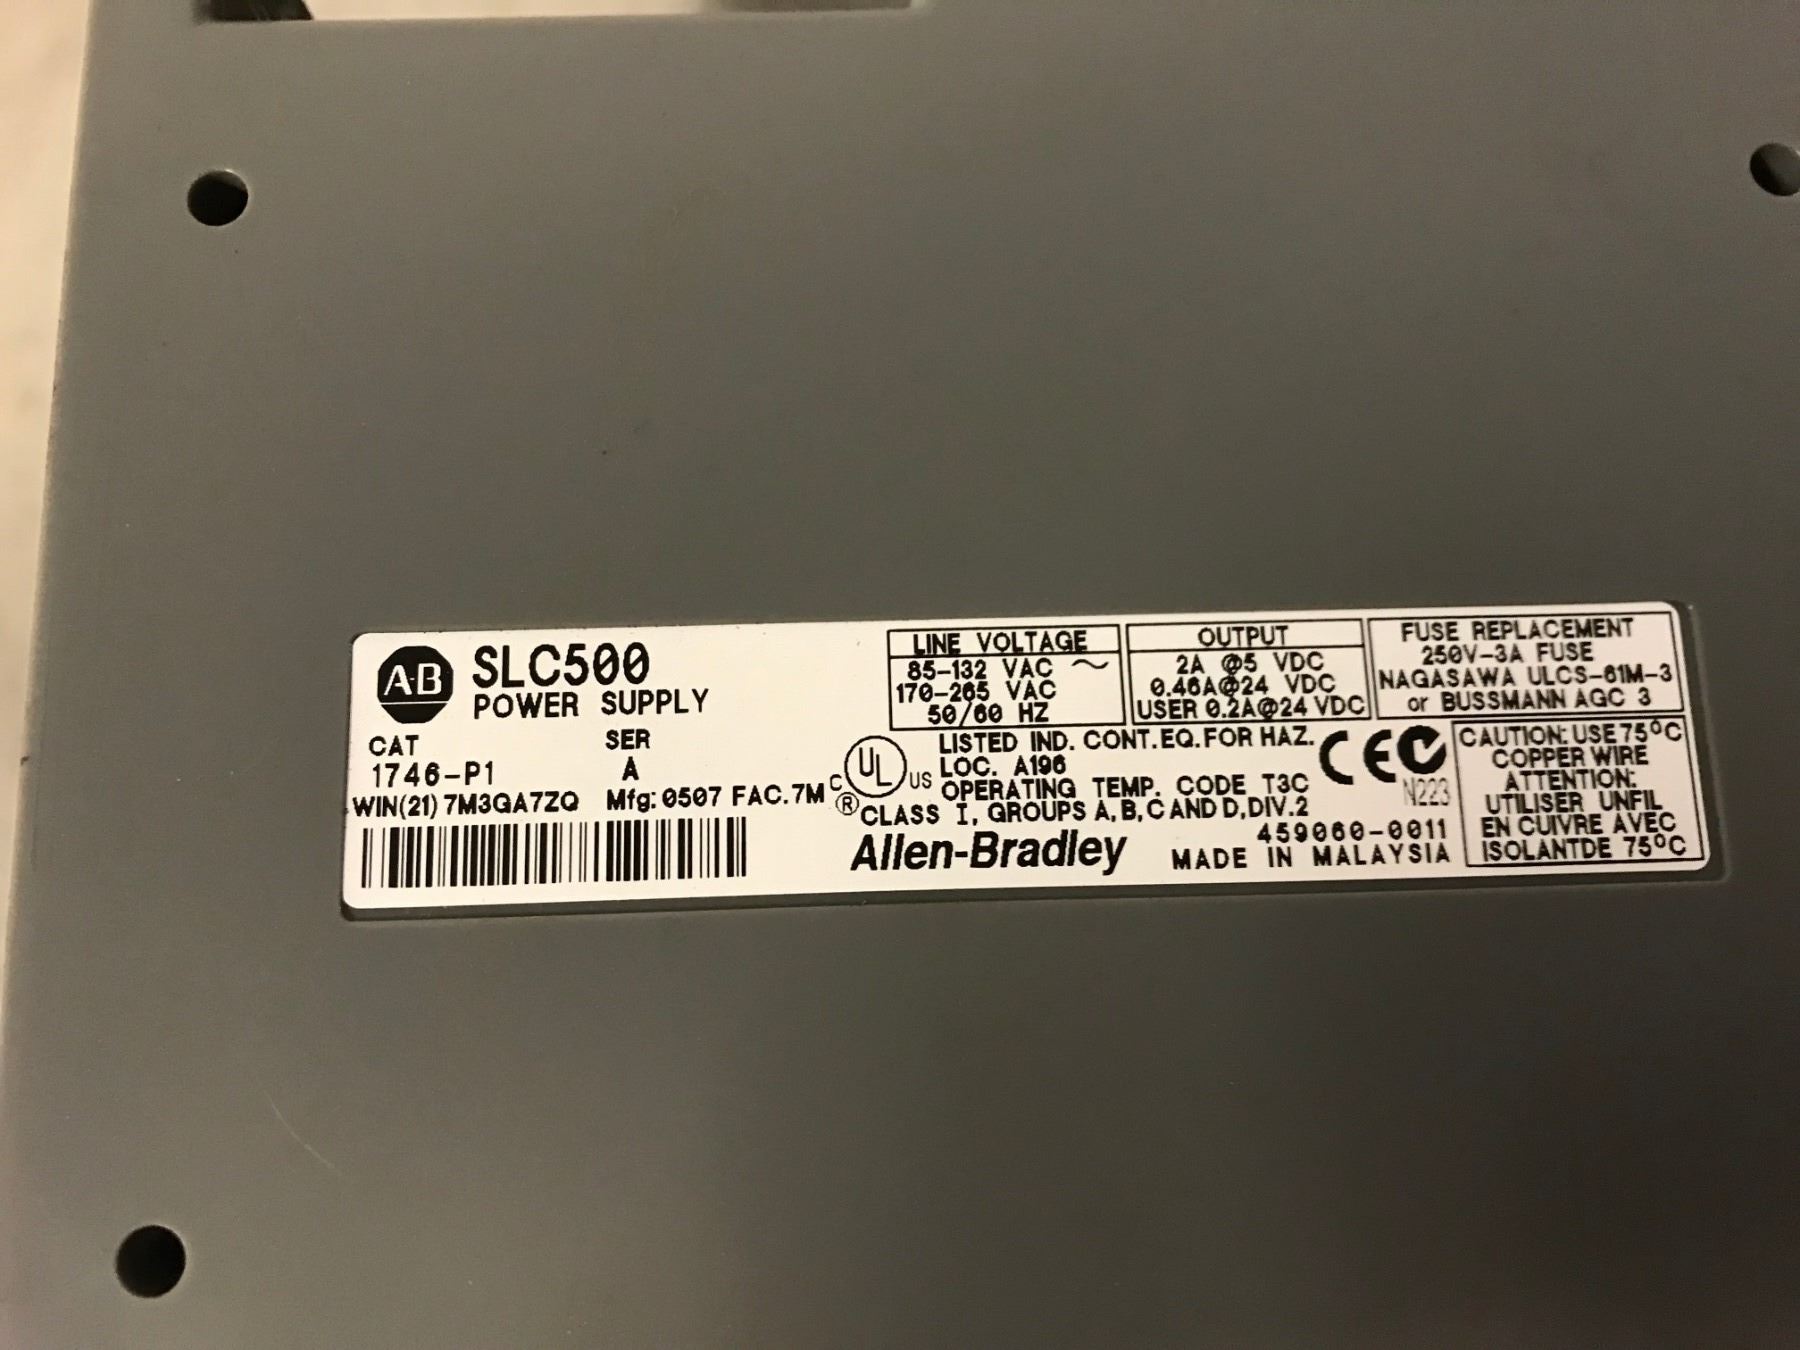 A-B
SLC500
POWER SUPPLY
CAT SER
1746-P1 A
WIN(21) 7M3GA7ZQ Mfg: 0507 FAC.7M
LINE VOLTAGE
85-132 VAC ~
170-265 VAC
50/60 HZ
OUTPUT
2A @5 VDC
0.46A@24 VDC
USER 0.2A@24 VDC
FUSE REPLACEMENT
250V-3A FUSE
NAGASAWA ULCS-61M-3
or BUSSMANN AGC 3
C UL US ®
LISTED IND. CONT.EQ.FOR HAZ.
LOC. A196
OPERATING TEMP. CODE T3C
CLASS I, GROUPS A, B, C AND D, DIV.2
CE
N223
Allen-Bradley
459060-0011
MADE IN MALAYSIA
CAUTION: USE 75°C
COPPER WIRE
ATTENTION:
UTILISER UNFIL
EN CUIVRE AVEC
ISOLANTDE 75°C